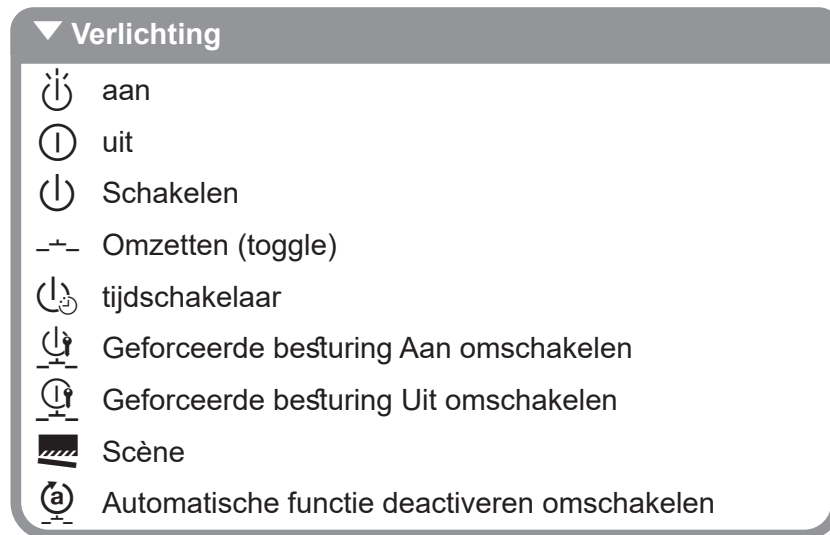 Verlichting
aan
uit
Schakelen
Omzetten (toggle)
tijdschakelaar
Geforceerde besturing Aan omschakelen
Geforceerde besturing Uit omschakelen
Scène
a Automatische functie deactiveren omschakelen